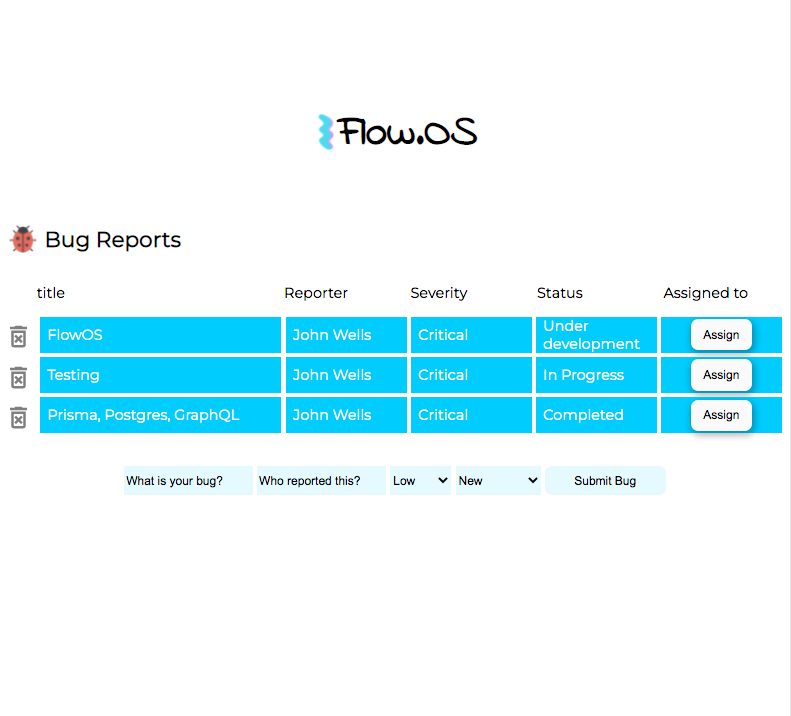 Flow.OS
Bug Reports
title Reporter Severity Status Assigned to
FlowOS John Wells Critical Under development Assign
Testing John Wells Critical In Progress Assign
Prisma, Postgres, GraphQL John Wells Critical Completed Assign
What is your bug? Who reported this? Low New Submit Bug